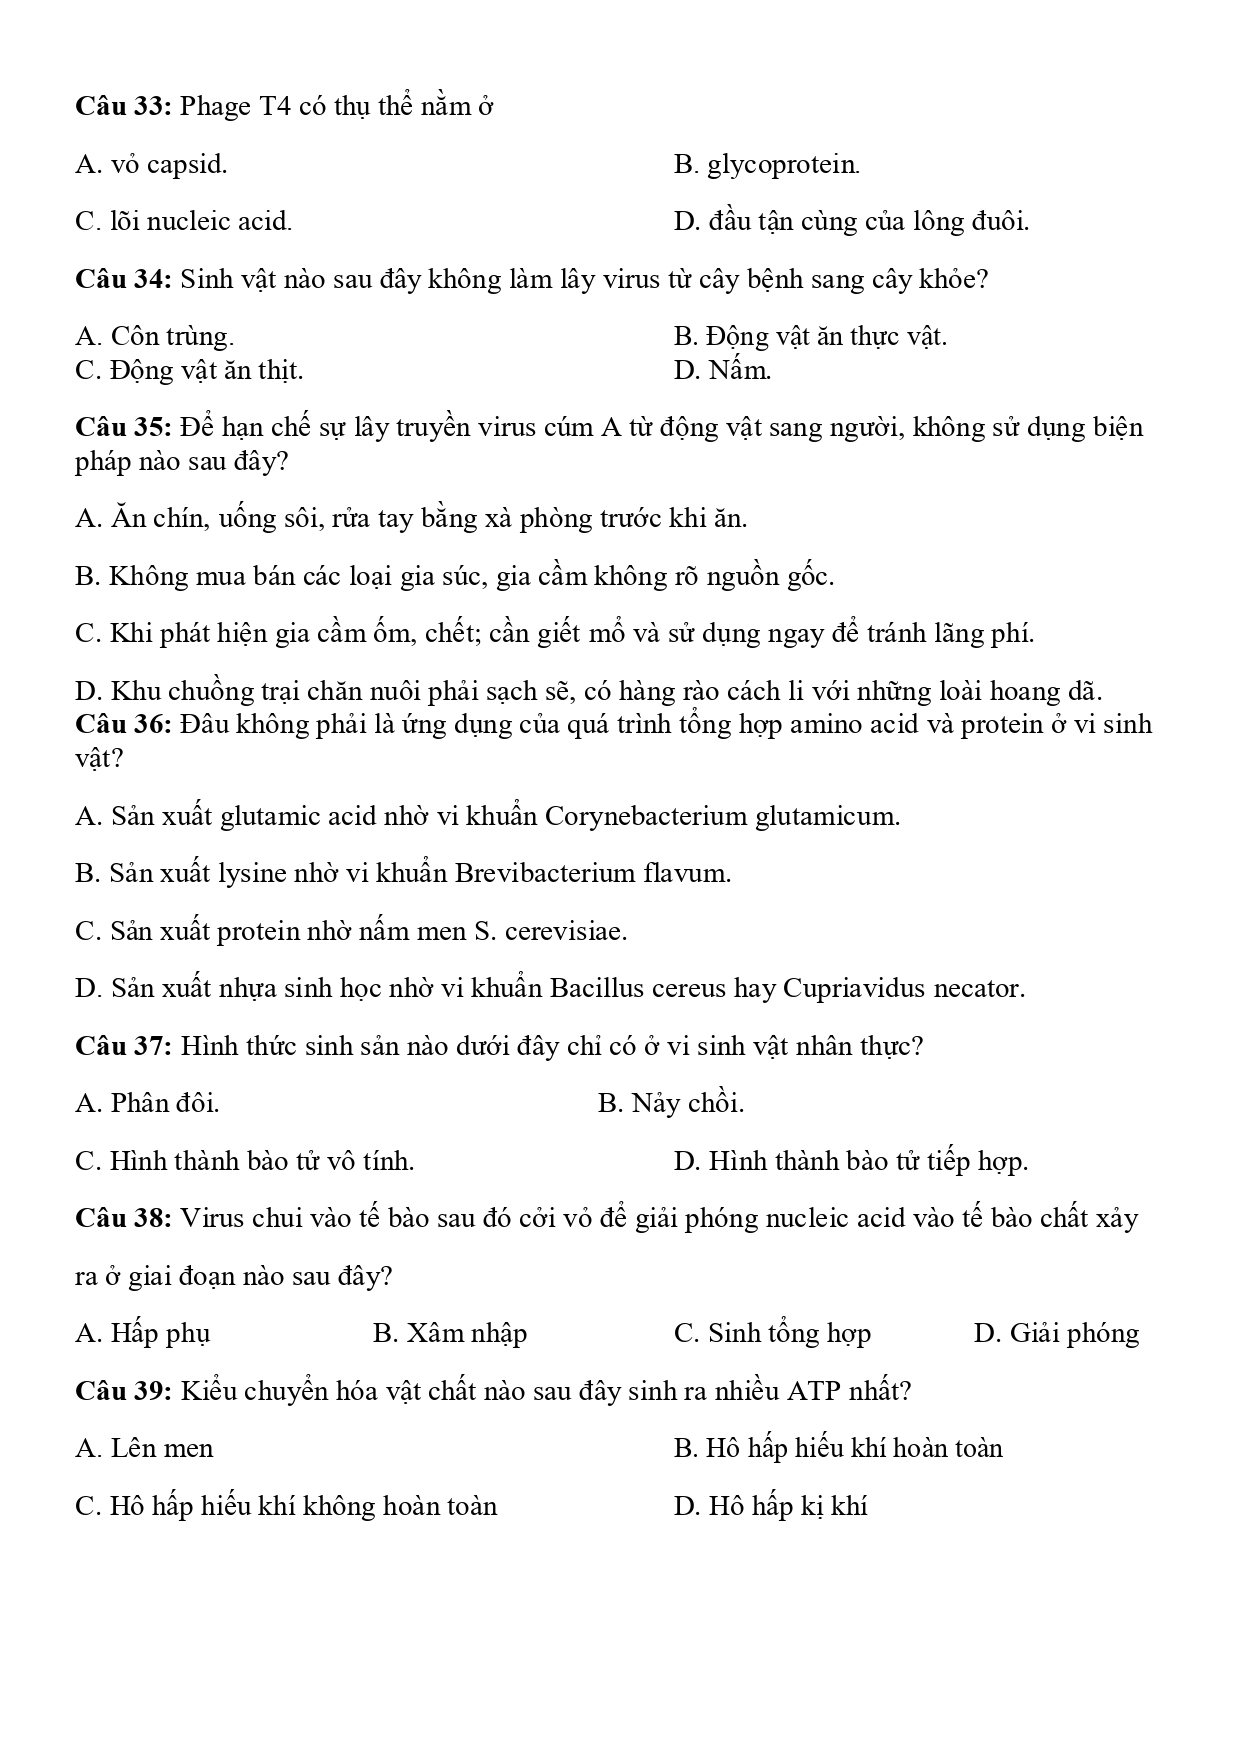 Câu 33: Phage T4 có thụ thể nằm ở
A. vỏ capsid. B. glycoprotein.
C. lõi nucleic acid. D. đầu tận cùng của lông đuôi.
Câu 34: Sinh vật nào sau đây không làm lây virus từ cây bệnh sang cây khỏe?
A. Côn trùng. B. Động vật ăn thực vật.
C. Động vật ăn thịt. D. Nấm.
Câu 35: Để hạn chế sự lây truyền virus cúm A từ động vật sang người, không sử dụng biện
pháp nào sau đây?
A. Ăn chín, uống sôi, rửa tay bằng xà phòng trước khi ăn.
B. Không mua bán các loại gia súc, gia cầm không rõ nguồn gốc.
C. Khi phát hiện gia cầm ốm, chết; cần giết mổ và sử dụng ngay để tránh lãng phí.
D. Khu chuồng trại chăn nuôi phải sạch sẽ, có hàng rào cách li với những loài hoang dã.
Câu 36: Đâu không phải là ứng dụng của quá trình tổng hợp amino acid và protein ở vi sinh
vật?
A. Sản xuất glutamic acid nhờ vi khuẩn Corynebacterium glutamicum.
B. Sản xuất lysine nhờ vi khuẩn Brevibacterium flavum.
C. Sản xuất protein nhờ nấm men S. cerevisiae.
D. Sản xuất nhựa sinh học nhờ vi khuẩn Bacillus cereus hay Cupriavidus necator.
Câu 37: Hình thức sinh sản nào dưới đây chỉ có ở vi sinh vật nhân thực?
A. Phân đôi. B. Nảy chồi.
C. Hình thành bào tử vô tính. D. Hình thành bào tử tiếp hợp.
Câu 38: Virus chui vào tế bào sau đó cởi vỏ để giải phóng nucleic acid vào tế bào chất xảy
ra ở giai đoạn nào sau đây?
A. Hấp phụ B. Xâm nhập C. Sinh tổng hợp D. Giải phóng
Câu 39: Kiểu chuyển hóa vật chất nào sau đây sinh ra nhiều ATP nhất?
A. Lên men B. Hô hấp hiếu khí hoàn toàn
C. Hô hấp hiếu khí không hoàn toàn D. Hô hấp kị khí